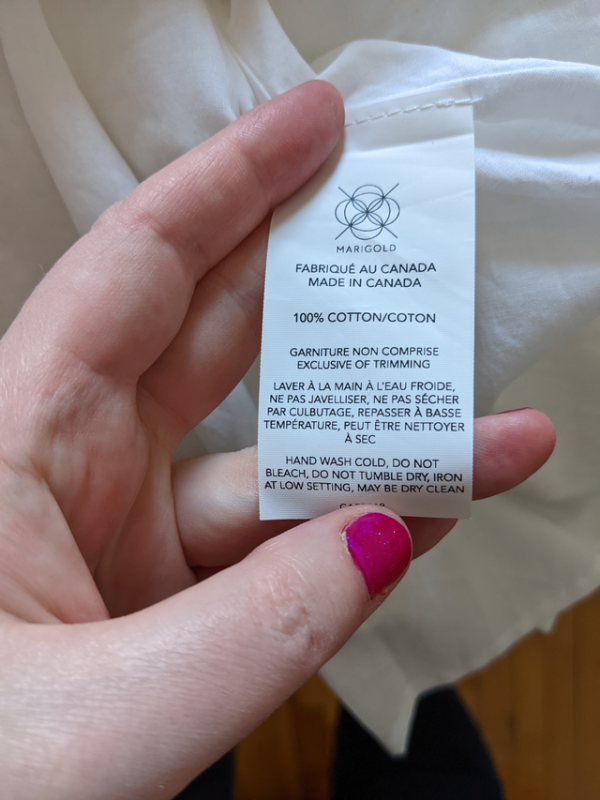 MARIGOLD
FABRIQUÉ AU CANADA
MADE IN CANADA
100% COTTON/COTON
GARNITURE NON COMPRISE
EXCLUSIVE OF TRIMMING
LAVER À LA MAIN À L'EAU FROIDE,
NE PAS JAVELLISER, NE PAS SÉCHER
PAR CULBUTAGE, REPASSER À BASSE
TEMPÉRATURE, PEUT ÊTRE NETTOYER
À SEC
HAND WASH COLD, DO NOT
BLEACH, DO NOT TUMBLE DRY, IRON
AT LOW SETTING, MAY BE DRY CLEAN